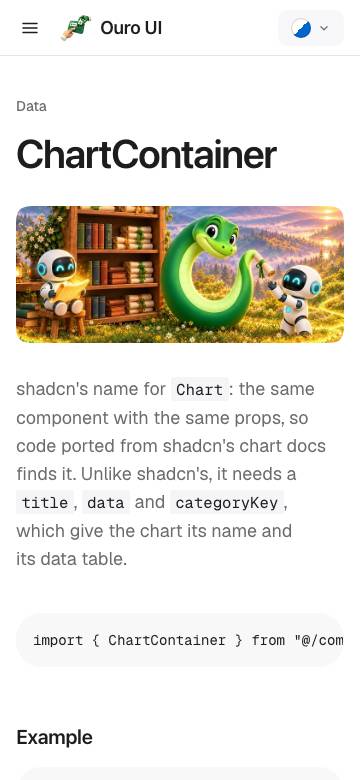 Ouro UI
Data
ChartContainer
shadcn's name for Chart: the same
component with the same props, so
code ported from shadcn's chart docs
finds it. Unlike shadcn's, it needs a
title, data and categoryKey,
which give the chart its name and
its data table.
import { ChartContainer } from "@/com
Example